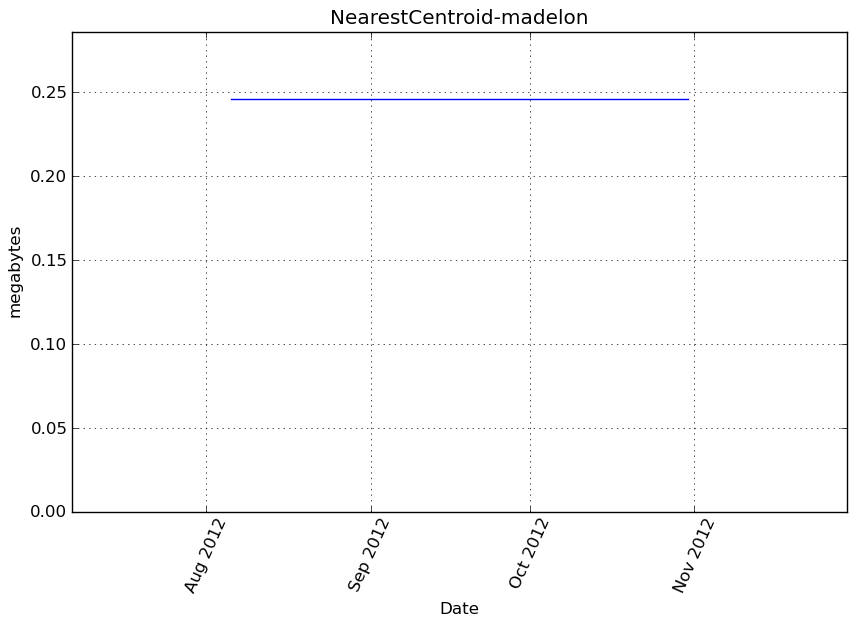 NearestCentroid-madelon
megabytes
0.25
0.20
0.15
0.10
0.05
0.00
Aug 2012
Sep 2012
Oct 2012
Nov 2012
Date